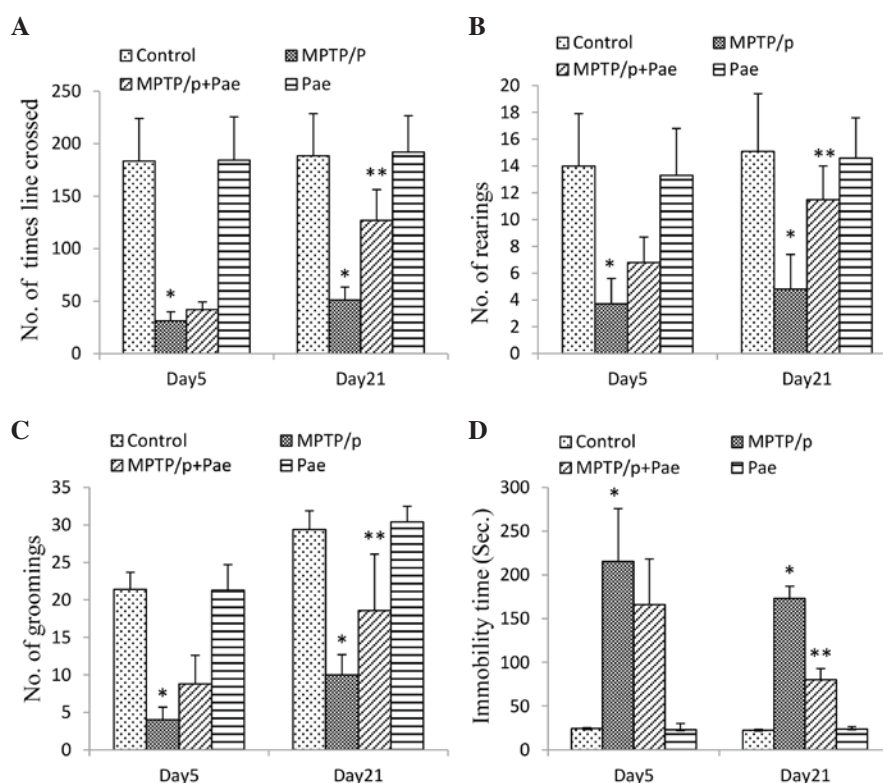 A
Control MPTP/P
MPTP/p+Pae Pae
No. of times line crossed
250
200
150
100
50
0
*
*
**
Day5 Day21
B
Control MPTP/p
MPTP/p+Pae Pae
No. of rearings
20
18
16
14
12
10
8
6
4
2
0
*
*
**
Day5 Day21
C
Control MPTP/p
MPTP/p+Pae Pae
No. of groomings
35
30
25
20
15
10
5
0
*
*
**
Day5 Day21
D
Control MPTP/p
MPTP/p+Pae Pae
Immobility time (Sec.)
300
250
200
150
100
50
0
*
*
**
Day5 Day21